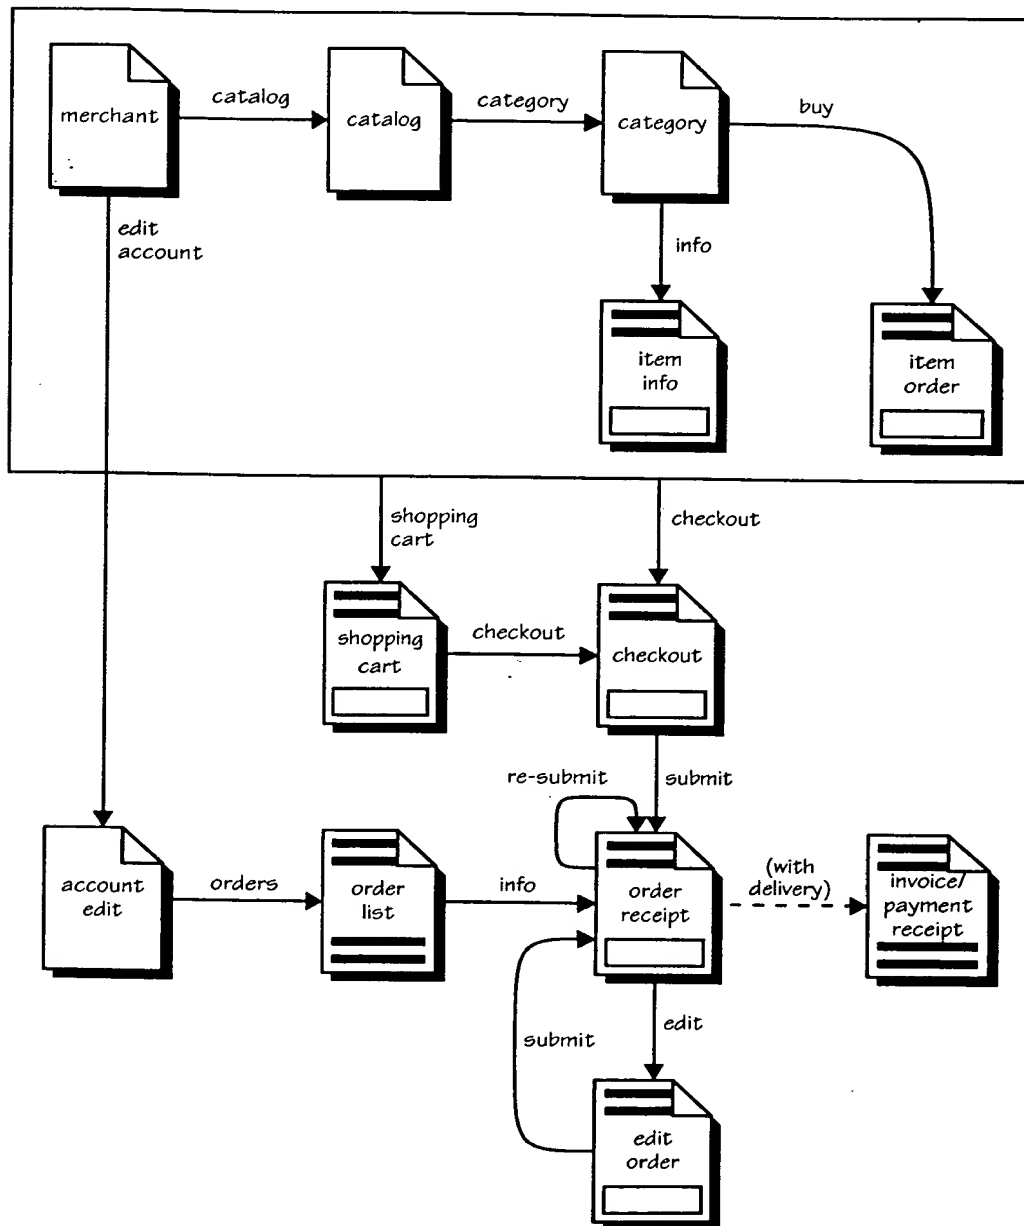 catalog
category
buy
merchant
catalog
category
edit
account
info
item
info
item
order
shopping
cart
checkout
shopping
cart
checkout
checkout
re-submit
submit
account
edit
orders
order
list
info
order
receipt
(with
delivery)
invoice/
payment
receipt
submit
edit
edit
order